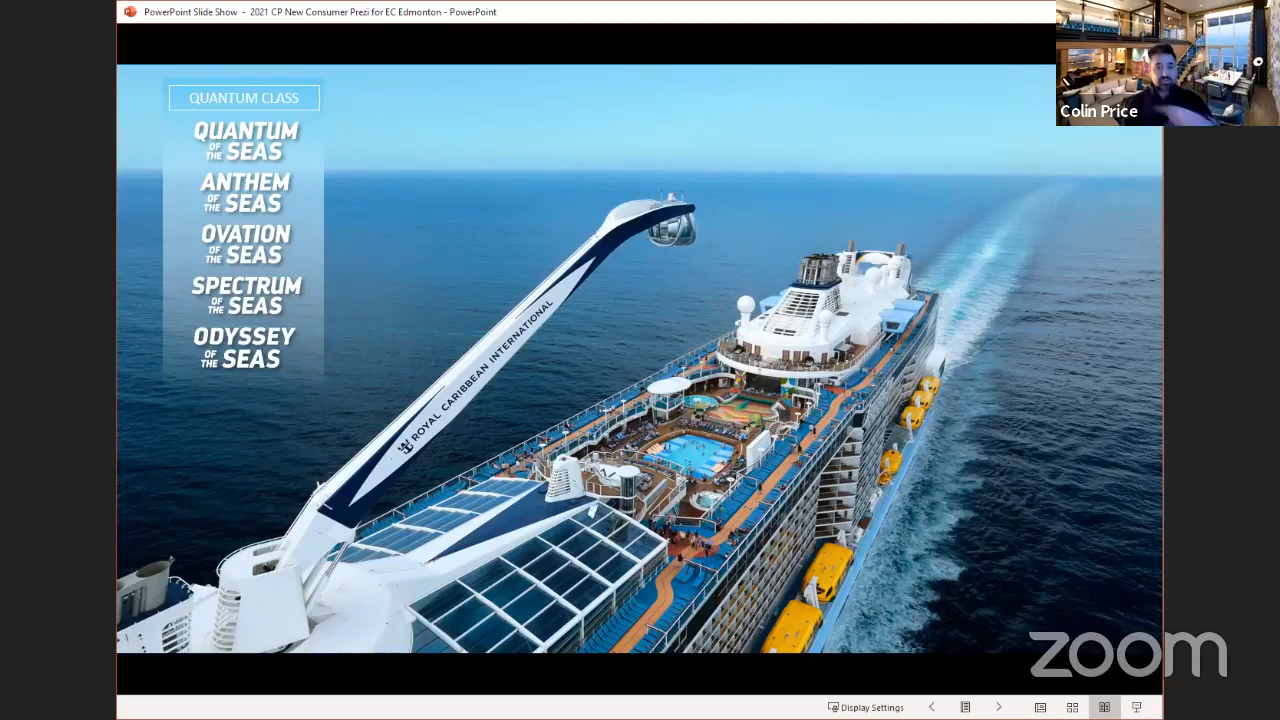 PowerPoint Slide Show - 2021 CP New Consumer Prezi for EC Edmonton - PowerPoint
Colin Price
QUANTUM CLASS
QUANTUM
OF THE SEAS
ANTHEM
OF THE SEAS
OVATION
OF THE SEAS
SPECTRUM
OF THE SEAS
ODYSSEY
OF THE SEAS
ROYAL CARIBBEAN INTERNATIONAL
zoom
Display Settings